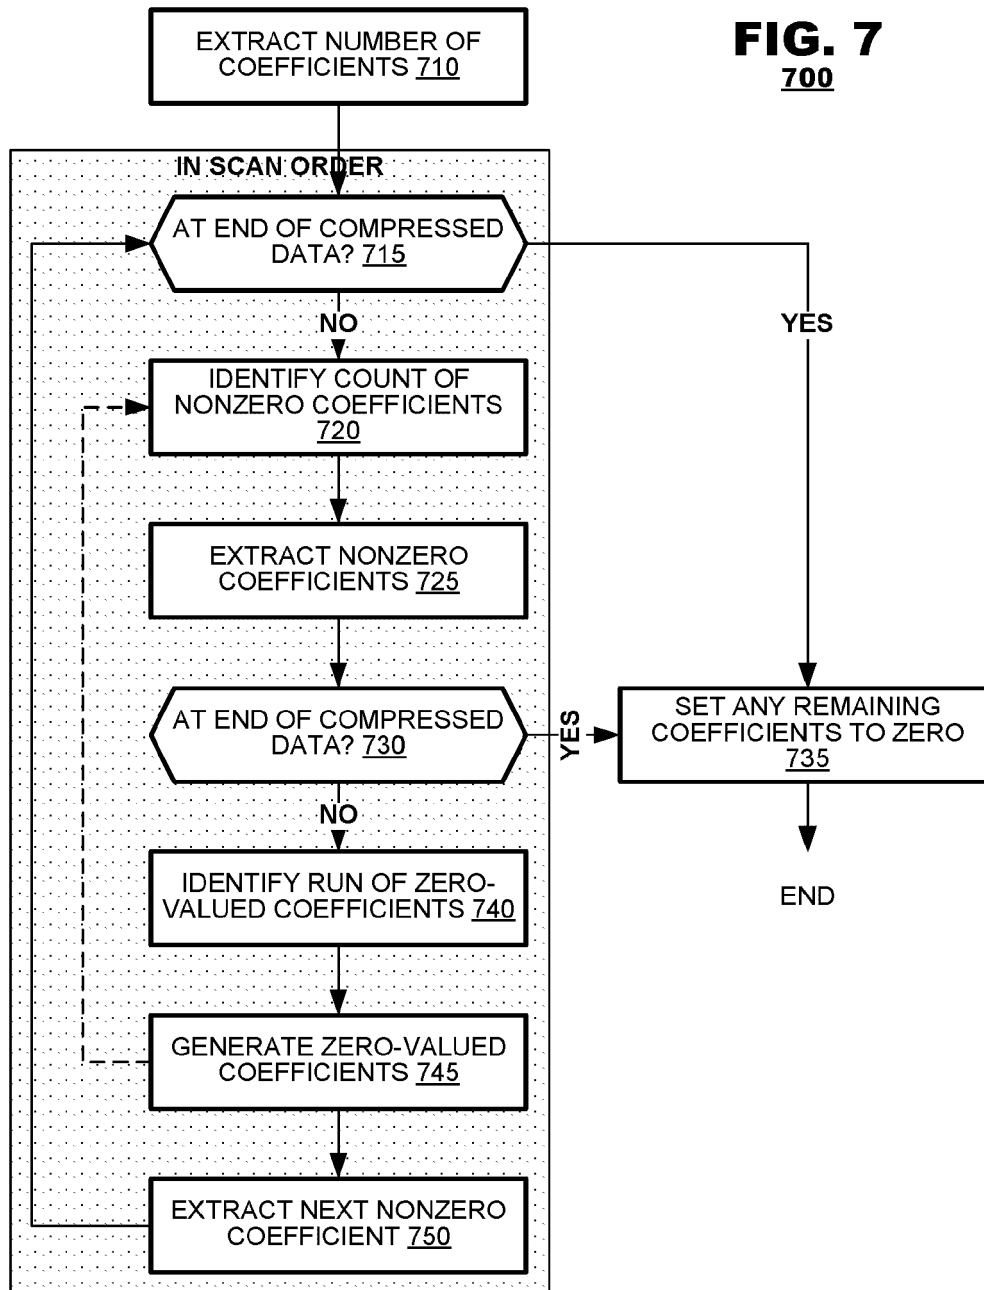 FIG. 7
700
EXTRACT NUMBER OF
COEFFICIENTS 710
IN SCAN ORDER
AT END OF COMPRESSED
DATA? 715
NO
YES
IDENTIFY COUNT OF
NONZERO COEFFICIENTS
720
EXTRACT NONZERO
COEFFICIENTS 725
AT END OF COMPRESSED
DATA? 730
YES
SET ANY REMAINING
COEFFICIENTS TO ZERO
735
NO
IDENTIFY RUN OF ZERO-
VALUED COEFFICIENTS 740
END
GENERATE ZERO-VALUED
COEFFICIENTS 745
EXTRACT NEXT NONZERO
COEFFICIENT 750